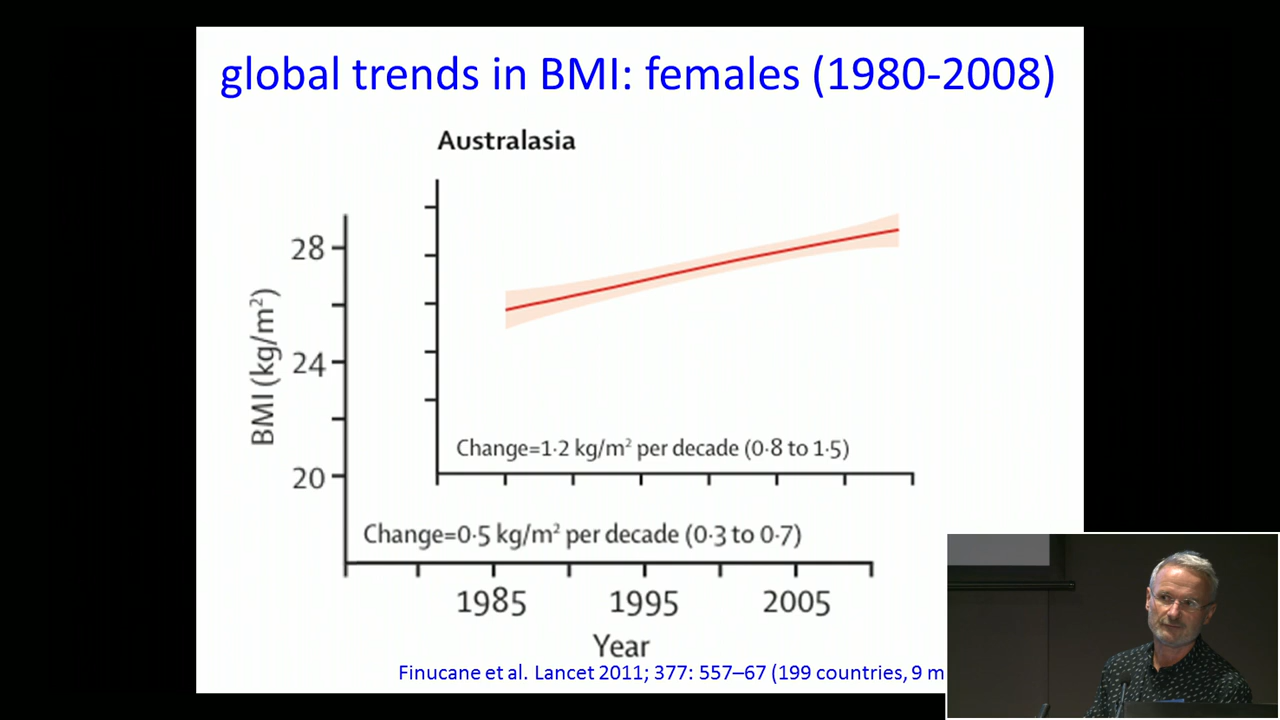 global trends in BMI: females (1980-2008)
Australasia
28
24
20
BMI (kg/m²)
Change=1·2 kg/m² per decade (0·8 to 1·5)
Change=0·5 kg/m² per decade (0·3 to 0·7)
1985 1995 2005
Year
Finucane et al. Lancet 2011; 377: 557–67 (199 countries, 9 m